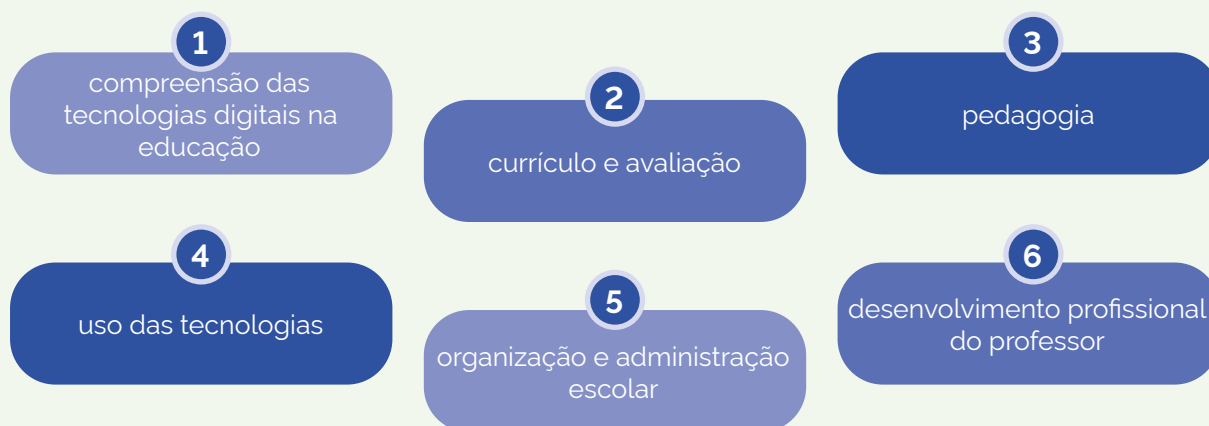 1
compreensão das
tecnologias digitais na
educação
2
currículo e avaliação
3
pedagogia
4
uso das tecnologias
5
organização e administração
escolar
6
desenvolvimento profissional
do professor